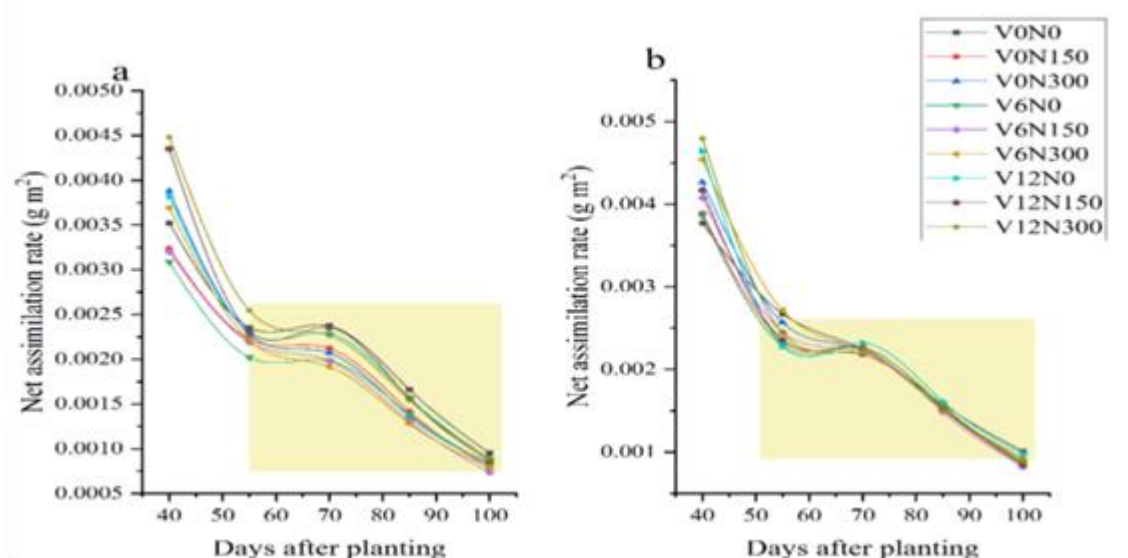 a
0.0050
0.0045
0.0040
0.0035
0.0030
0.0025
0.0020
0.0015
0.0010
0.0005
Net assimilation rate (g m²)
40 50 60 70 80 90 100
Days after planting
b
0.005
0.004
0.003
0.002
0.001
Net assimilation rate (g m²)
40 50 60 70 80 90 100
Days after planting
V0N0
V0N150
V0N300
V6N0
V6N150
V6N300
V12N0
V12N150
V12N300